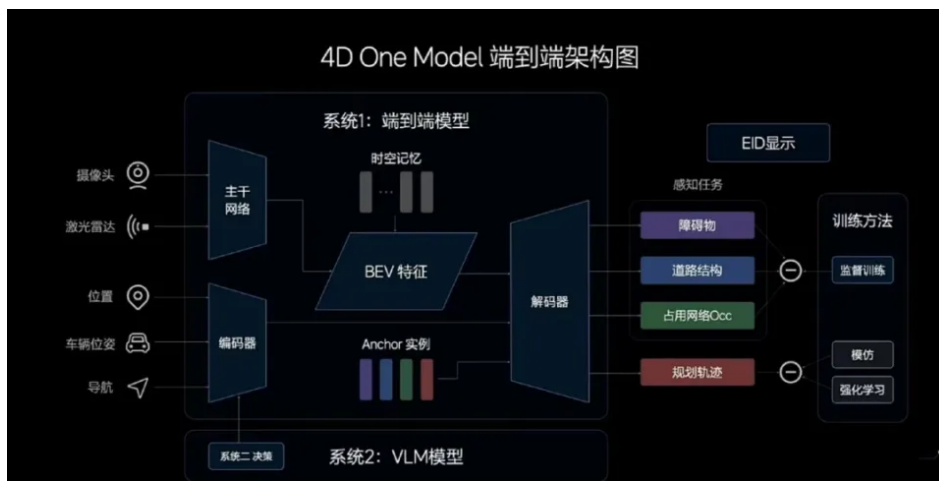 4D One Model 端到端架构图
系统1：端到端模型
EID显示
时空记忆
摄像头
主干
网络
感知任务
激光雷达
障碍物
训练方法
BEV 特征
道路结构
监督训练
位置
解码器
占用网络Occ
车辆位姿
编码器
Anchor 实例
模仿
规划轨迹
导航
强化学习
系统二 决策
系统2：VLM模型